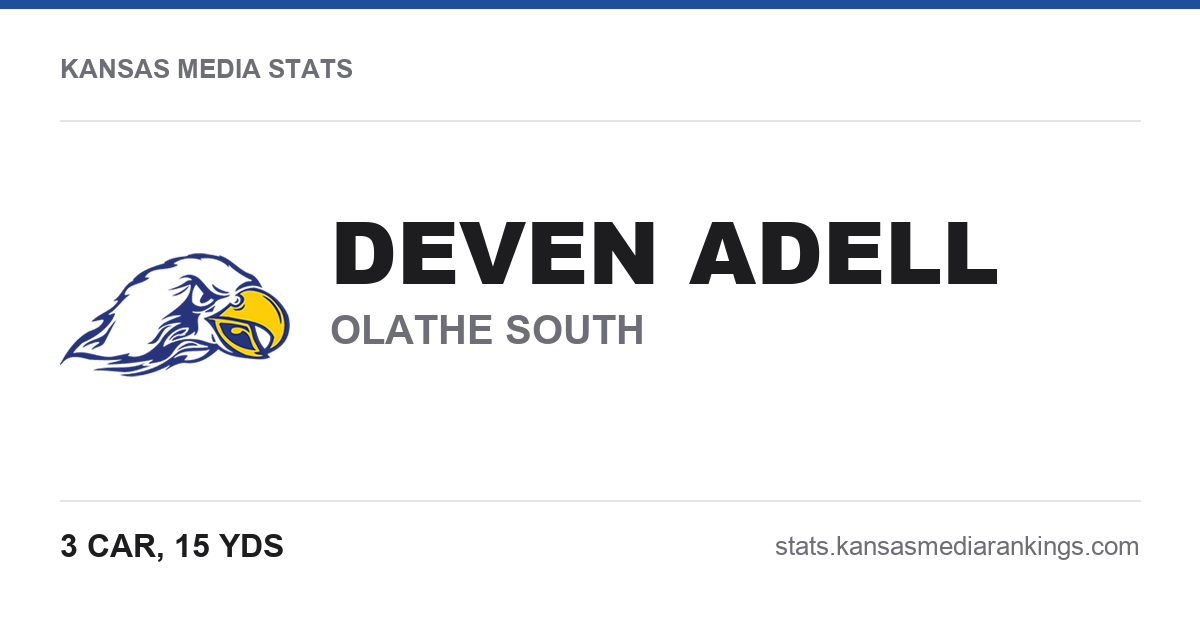 KANSAS MEDIA STATS
DEVEN ADELL
OLATHE SOUTH
3 CAR, 15 YDS
stats.kansasmediarankings.com